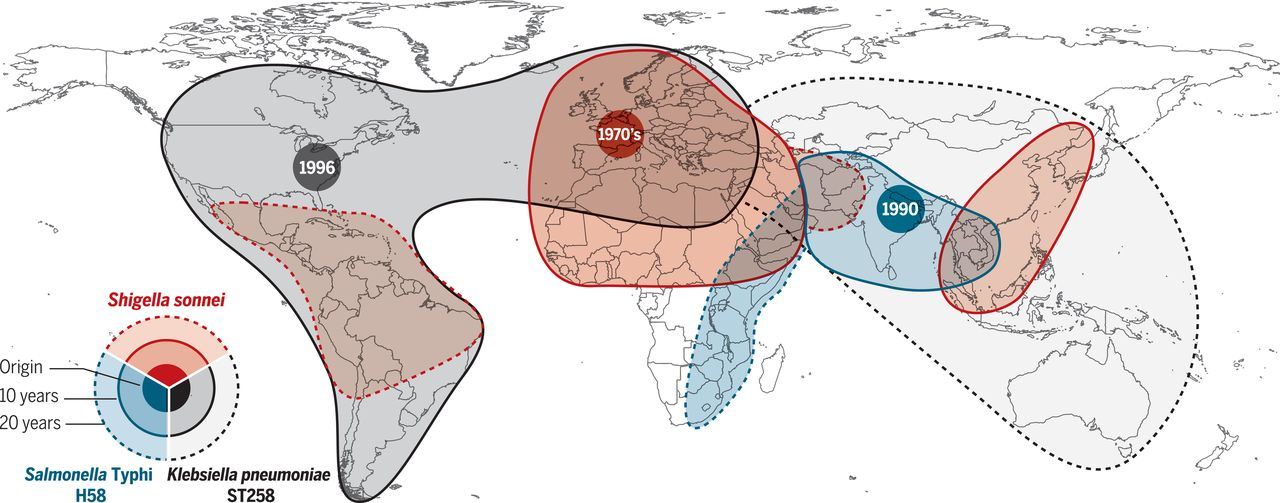 1970's
1996
1990
Shigella sonnei
Origin
10 years
20 years
Salmonella Typhi
H58
Klebsiella pneumoniae
ST258